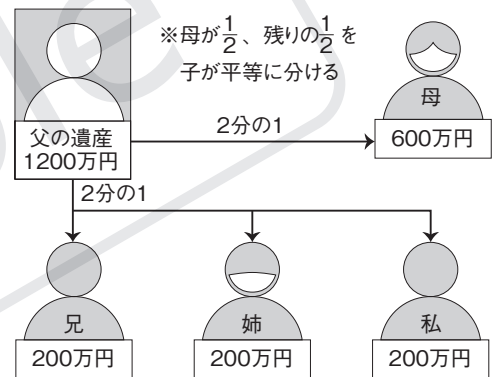 ※母が1/2、残りの1/2を
子が平等に分ける
母
600万円
父の遺産
1200万円
2分の1
2分の1
兄
200万円
姉
200万円
私
200万円